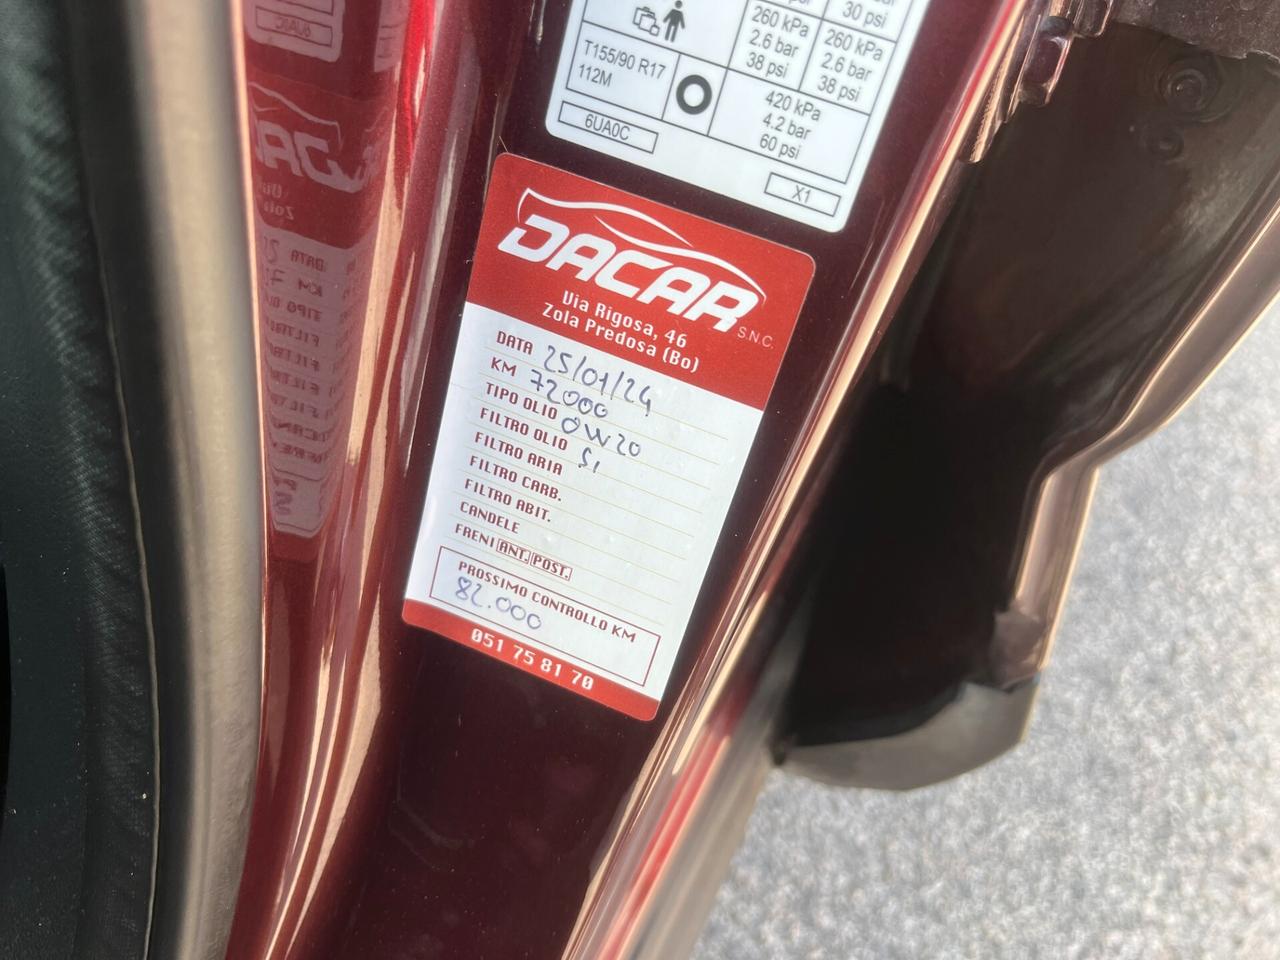 30 psi
260 kPa
2.6 bar
38 psi
260 kPa
2.6 bar
38 psi
T155/90 R17
112M
420 kPa
4.2 bar
60 psi
6UA0C
X1
DACAR S.N.C.
Via Rigosa, 46
Zola Predosa (Bo)
DATA 25/01/24
KM 72000
TIPO OLIO 0W20
FILTRO OLIO SI
FILTRO ARIA
FILTRO CARB.
FILTRO ABIT.
CANDELE
FRENI ANT. POST.
PROSSIMO CONTROLLO KM
82.000
051 75 81 70